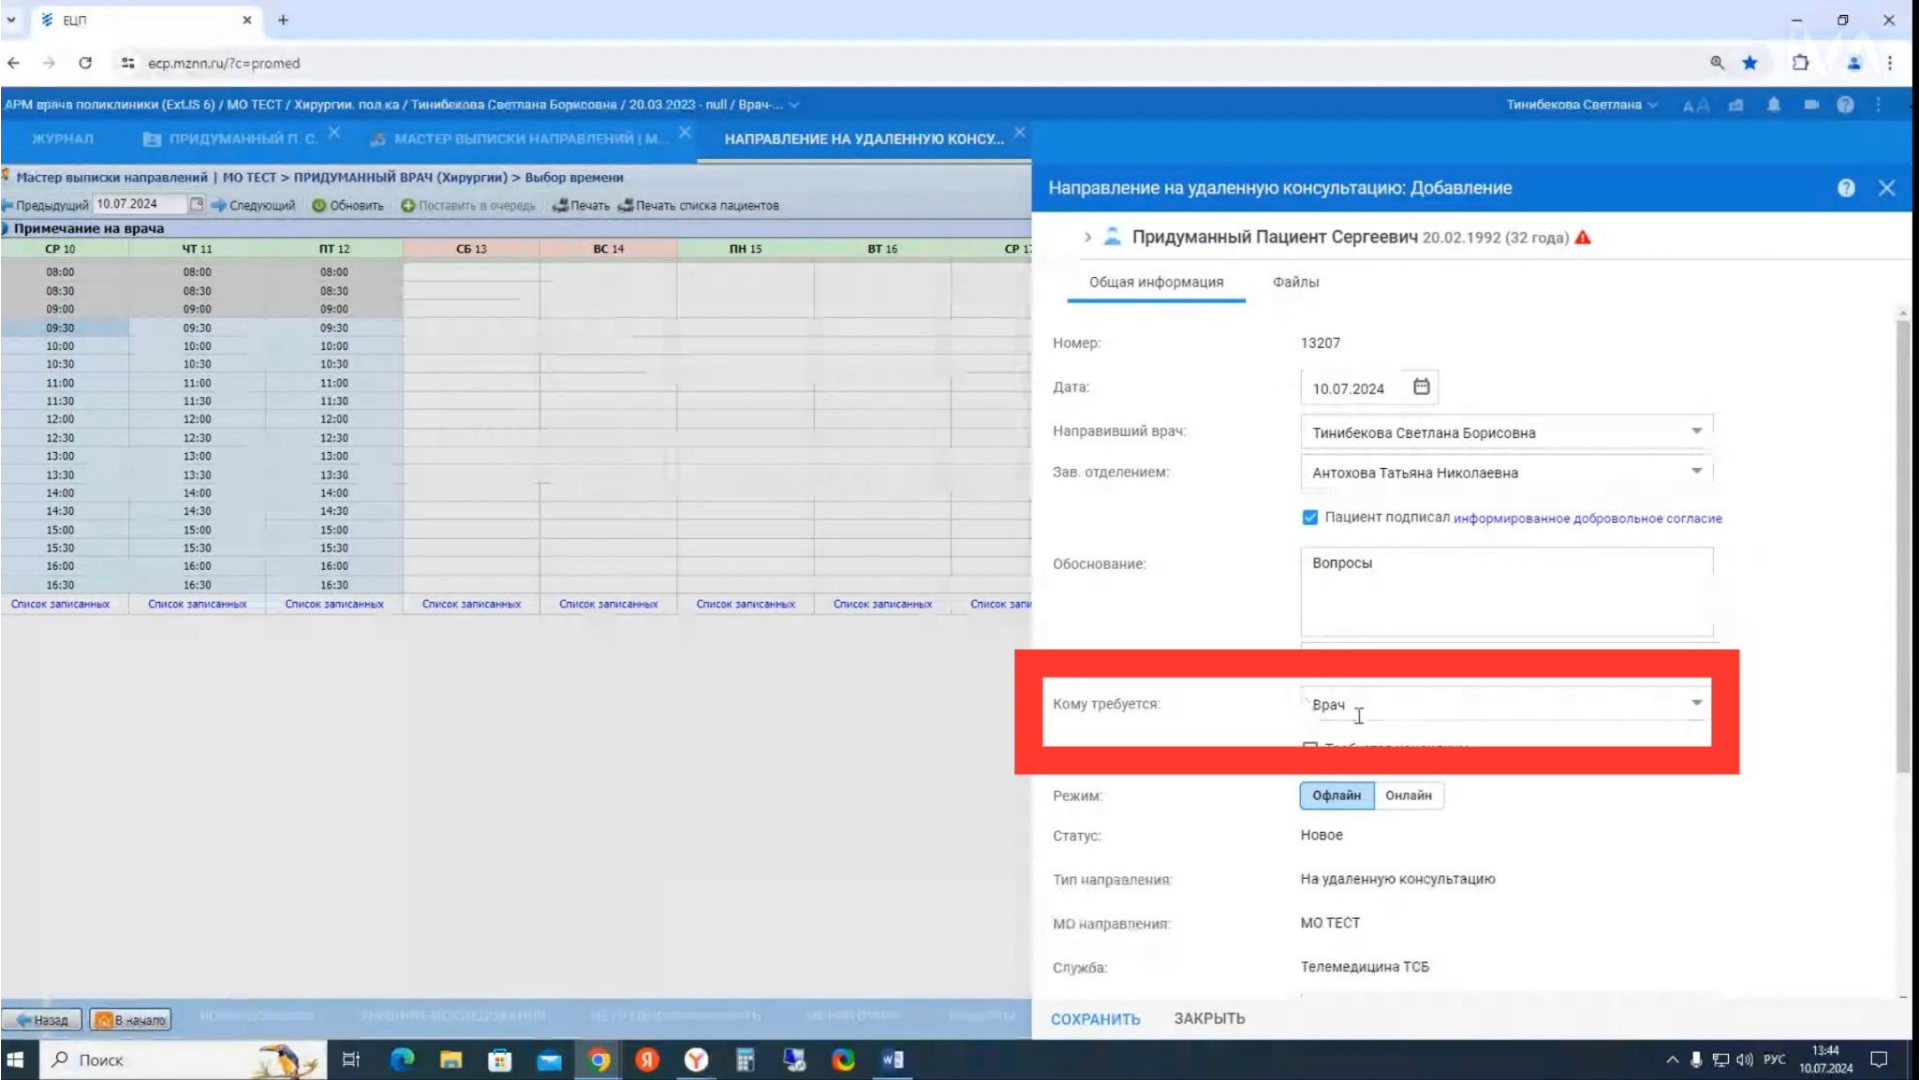 ЕЦП
ecp.mznn.ru/?c=promed
АРМ врача поликлиники (ExtJS 6) / МО ТЕСТ / Хирургии. пол.ка / Тинибекова Светлана Борисовна / 20.03.2023 - null / Врач-...
Тинибекова Светлана
ЖУРНАЛ
ПРИДУМАННЫЙ П. С.
МАСТЕР ВЫПИСКИ НАПРАВЛЕНИЙ | М...
НАПРАВЛЕНИЕ НА УДАЛЕННУЮ КОНСУ...
Мастер выписки направлений | МО ТЕСТ > ПРИДУМАННЫЙ ВРАЧ (Хирургии) > Выбор времени
Предыдущий 10.07.2024 Следующий Обновить Поставить в очередь Печать Печать списка пациентов
Примечание на врача
СР 10 ЧТ 11 ПТ 12 СБ 13 ВС 14 ПН 15 ВТ 16 СР 1
08:00 08:00 08:00
08:30 08:30 08:30
09:00 09:00 09:00
09:30 09:30 09:30
10:00 10:00 10:00
10:30 10:30 10:30
11:00 11:00 11:00
11:30 11:30 11:30
12:00 12:00 12:00
12:30 12:30 12:30
13:00 13:00 13:00
13:30 13:30 13:30
14:00 14:00 14:00
14:30 14:30 14:30
15:00 15:00 15:00
15:30 15:30 15:30
16:00 16:00 16:00
16:30 16:30 16:30
Список записанных Список записанных Список записанных Список записанных Список записанных Список записанных Список записанных Список запи
Назад В начало
Направление на удаленную консультацию: Добавление
Придуманный Пациент Сергеевич 20.02.1992 (32 года)
Общая информация Файлы
Номер: 13207
Дата: 10.07.2024
Направивший врач: Тинибекова Светлана Борисовна
Зав. отделением: Антохова Татьяна Николаевна
Пациент подписал информированное добровольное согласие
Обоснование: Вопросы
Кому требуется: Врач
Режим: Офлайн Онлайн
Статус: Новое
Тип направления: На удаленную консультацию
МО направления: МО ТЕСТ
Служба: Телемедицина ТСБ
СОХРАНИТЬ ЗАКРЫТЬ
Поиск
РУС
13:44
10.07.2024